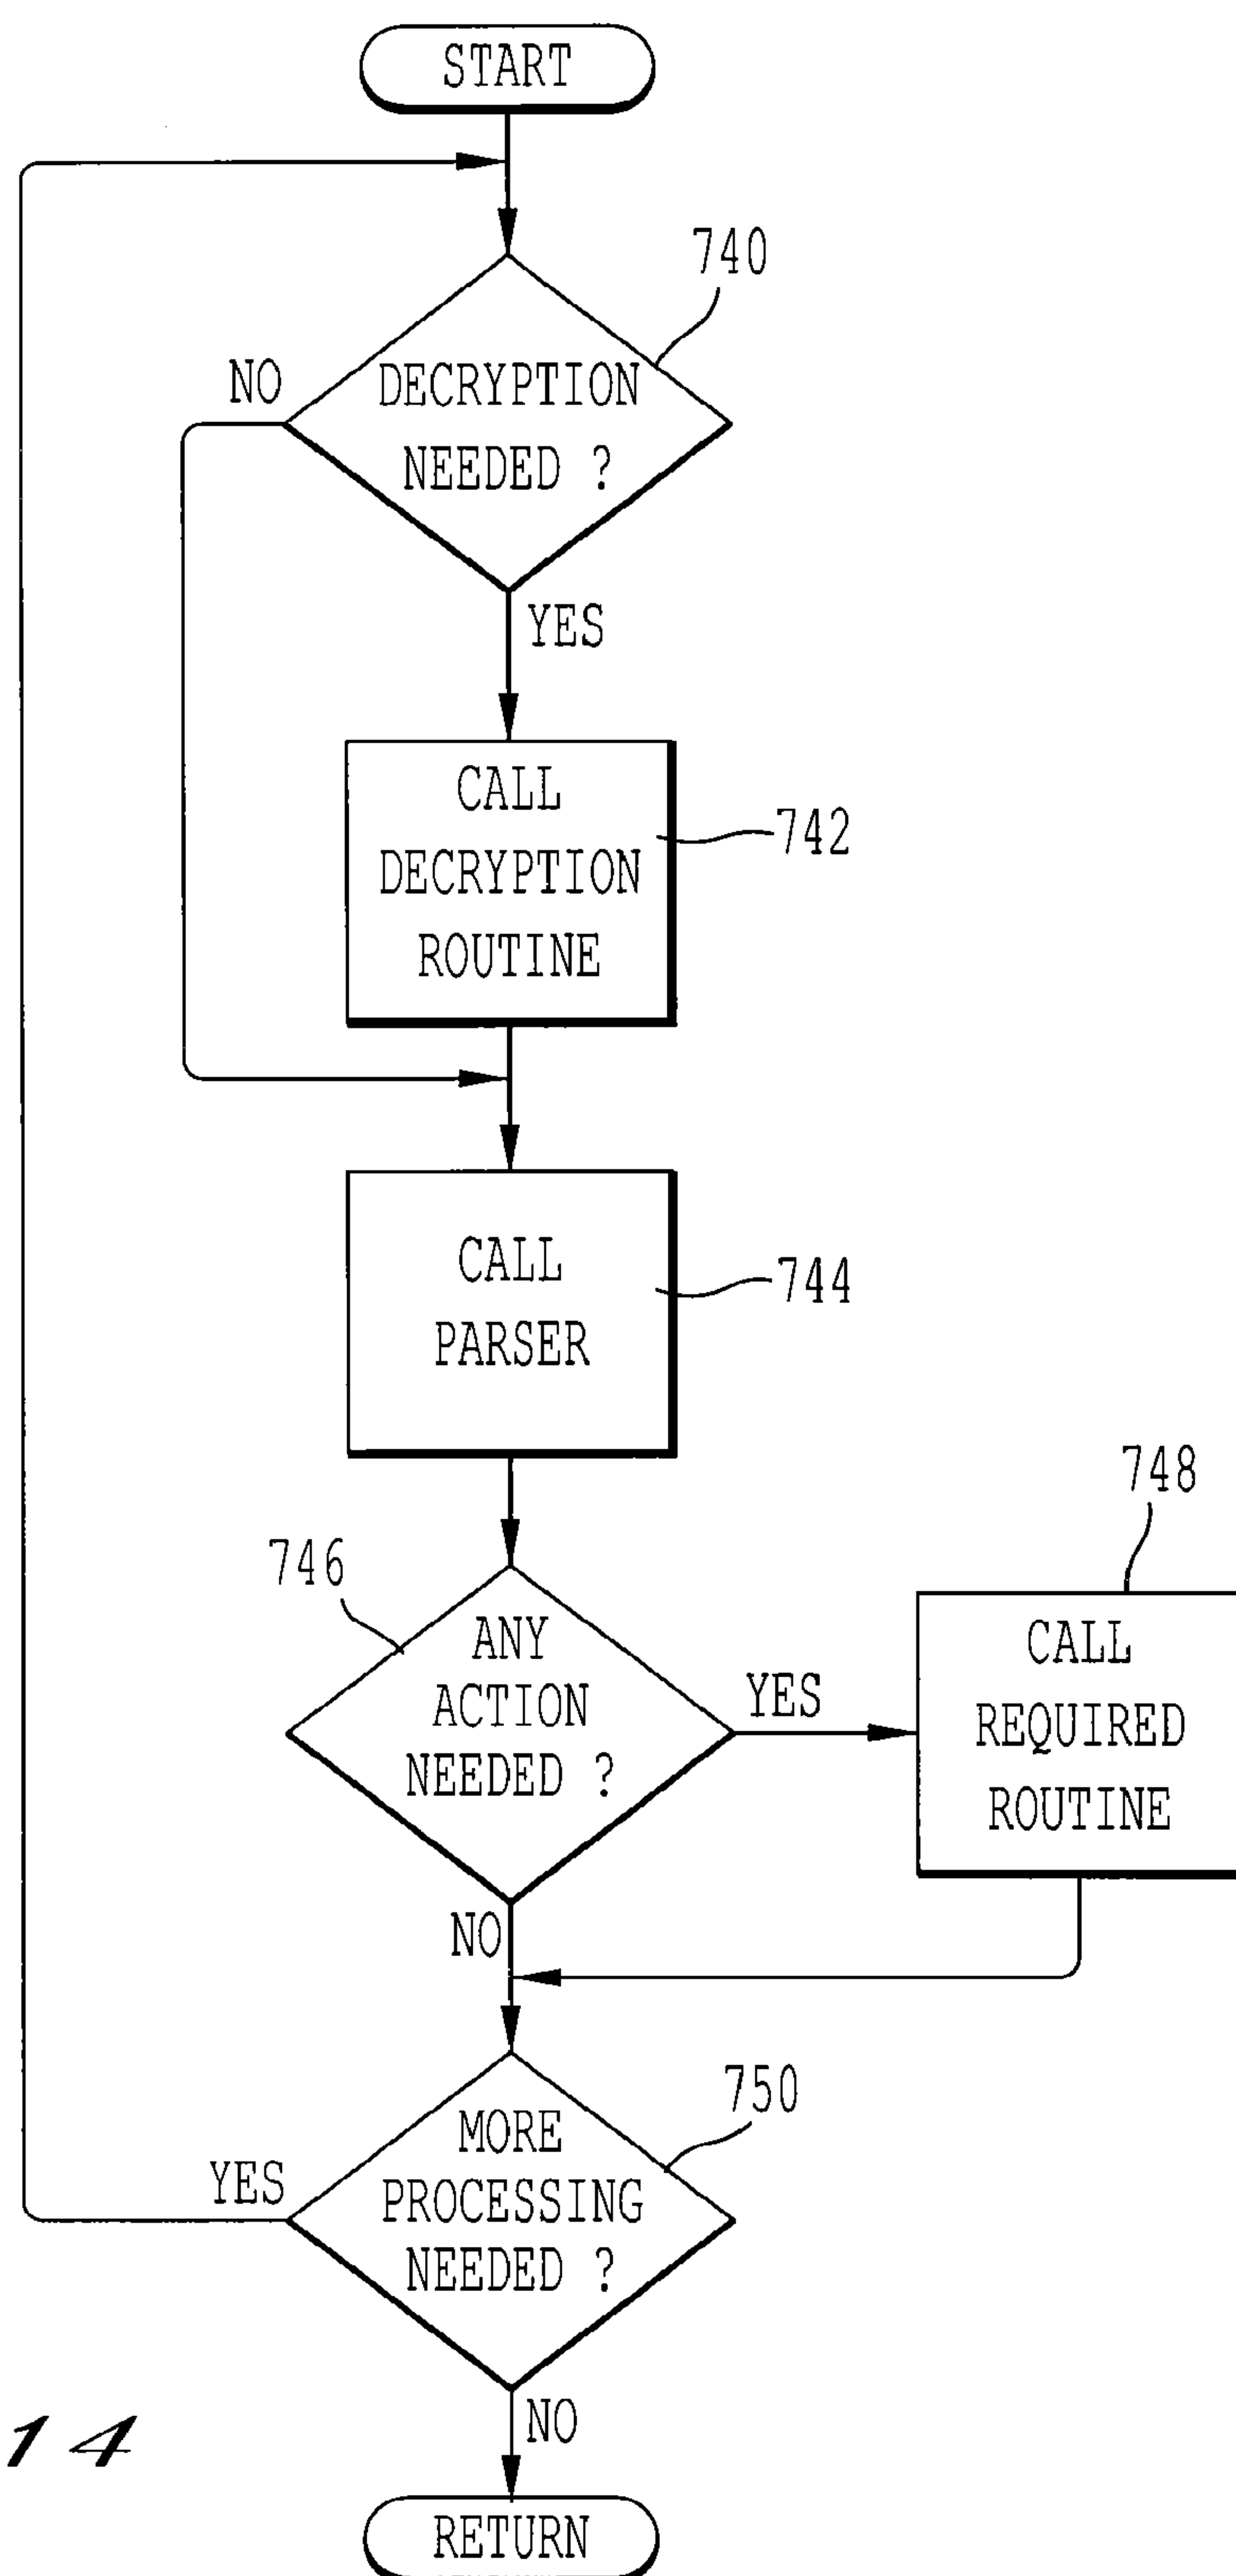 START
740
NO
DECRYPTION
NEEDED ?
YES
CALL
DECRYPTION
ROUTINE
742
CALL
PARSER
744
746
ANY
ACTION
NEEDED ?
YES
748
CALL
REQUIRED
ROUTINE
NO
750
MORE
PROCESSING
NEEDED ?
YES
NO
14
RETURN